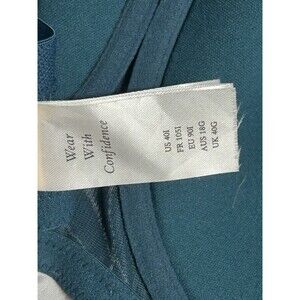 Wear
With
Confidence
US 40I
FR 105I
EU 90I
AUS 18G
UK 40G